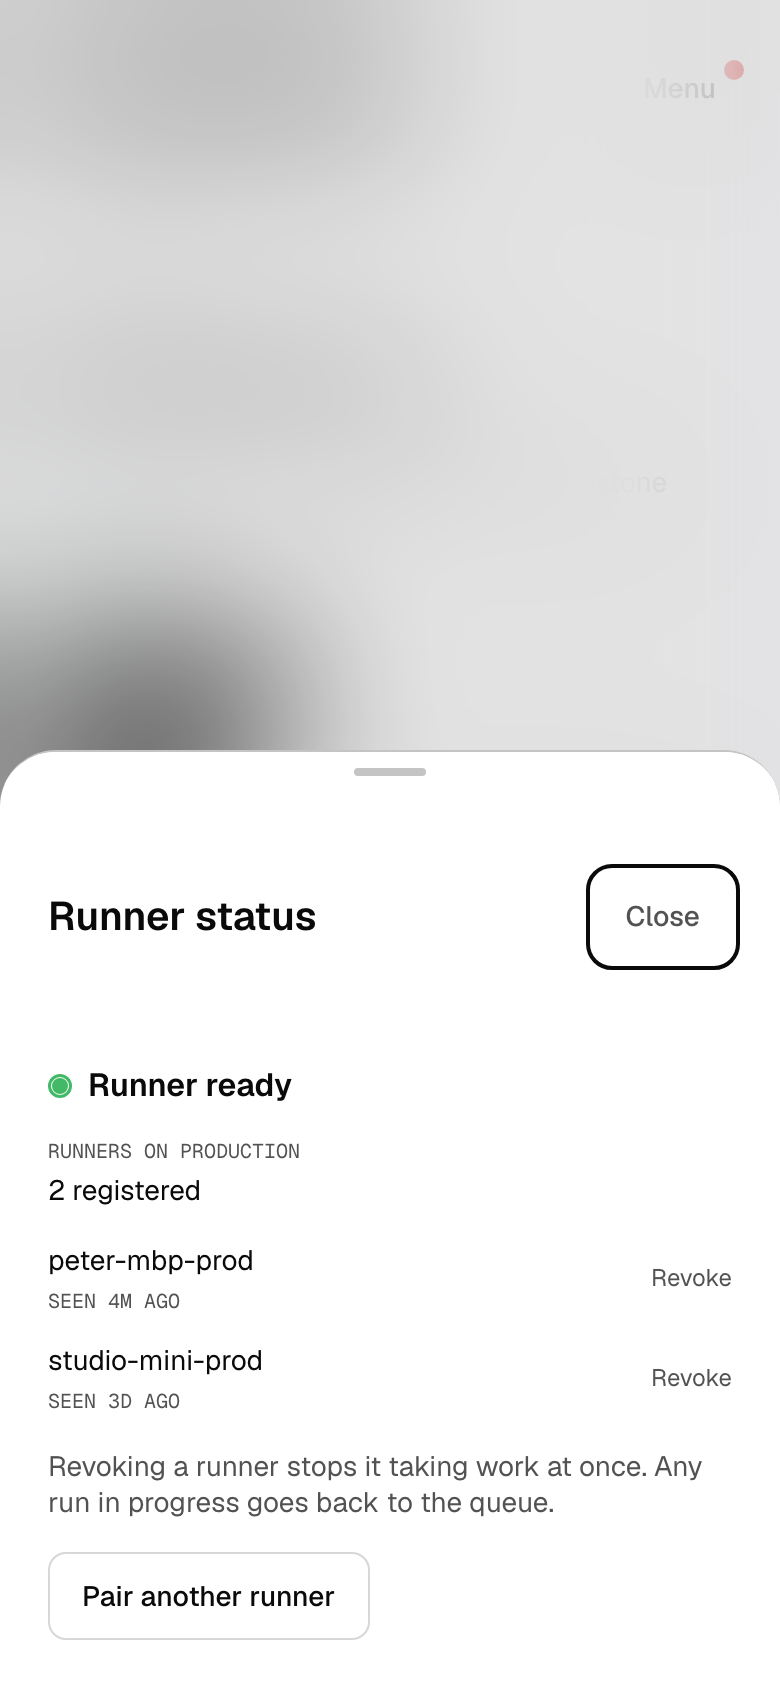 Menu
tone
Runner status
Close
Runner ready
RUNNERS ON PRODUCTION
2 registered
peter-mbp-prod
Revoke
SEEN 4M AGO
studio-mini-prod
Revoke
SEEN 3D AGO
Revoking a runner stops it taking work at once. Any
run in progress goes back to the queue.
Pair another runner